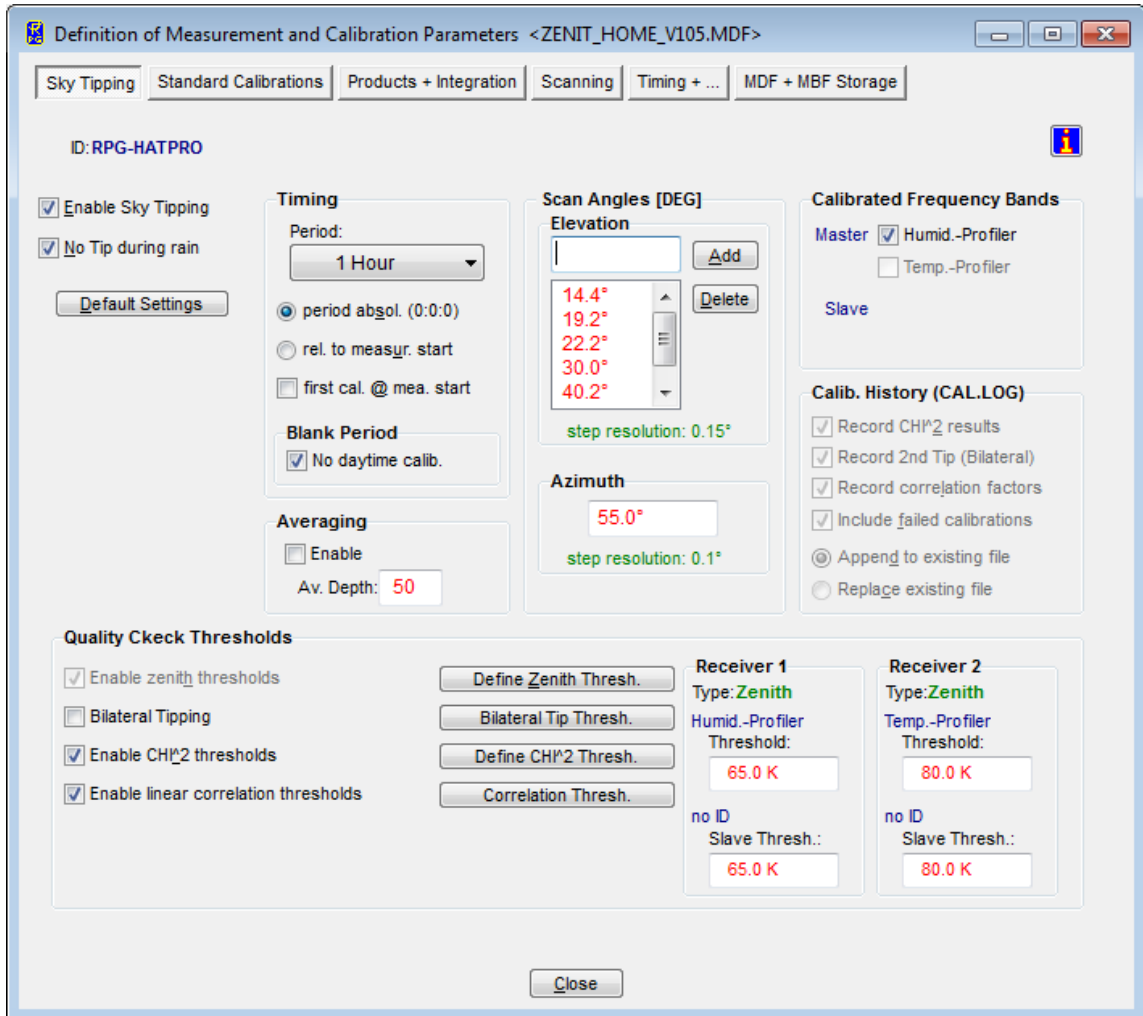 Definition of Measurement and Calibration Parameters <ZENIT_HOME_V105.MDF>
Sky Tipping Standard Calibrations Products + Integration Scanning Timing + ... MDF + MBF Storage
ID: RPG-HATPRO
Enable Sky Tipping
No Tip during rain
Default Settings
Timing
Period:
1 Hour
period absol. (0:0:0)
rel. to measur. start
first cal. @ mea. start
Blank Period
No daytime calib.
Averaging
Enable
Av. Depth: 50
Scan Angles [DEG]
Elevation
Add
Delete
14.4°
19.2°
22.2°
30.0°
40.2°
step resolution: 0.15°
Azimuth
55.0°
step resolution: 0.1°
Calibrated Frequency Bands
Master Humid.-Profiler
Temp.-Profiler
Slave
Calib. History (CAL.LOG)
Record CHI^2 results
Record 2nd Tip (Bilateral)
Record correlation factors
Include failed calibrations
Append to existing file
Replace existing file
Quality Ckeck Thresholds
Enable zenith thresholds Define Zenith Thresh.
Bilateral Tipping Bilateral Tip Thresh.
Enable CHI^2 thresholds Define CHI^2 Thresh.
Enable linear correlation thresholds Correlation Thresh.
Receiver 1
Type: Zenith
Humid.-Profiler
Threshold:
65.0 K
no ID
Slave Thresh.:
65.0 K
Receiver 2
Type: Zenith
Temp.-Profiler
Threshold:
80.0 K
no ID
Slave Thresh.:
80.0 K
Close